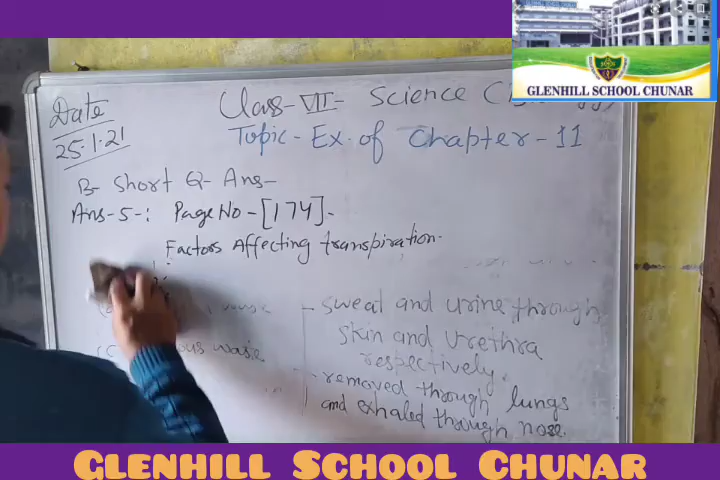 GLENHILL SCHOOL CHUNAR
Date
25.1.21
Class-VII- Science
Topic-Ex. of Chapter-11
B- Short Q- Ans-
Ans-5-: Page No-[174]-
Factors Affecting transpiration.
sweat and urine through
skin and urethra
respectively.
removed through lungs
and exhaled through nose.
GLENHILL SCHOOL CHUNAR